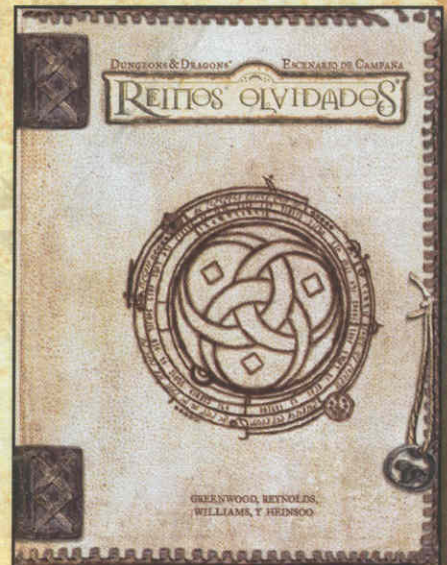 DUNGEONS & DRAGONS® ESCENARIO DE CAMPAÑA
REINOS OLVIDADOS®
GREENWOOD, REYNOLDS,
WILLIAMS, Y HEINSOO